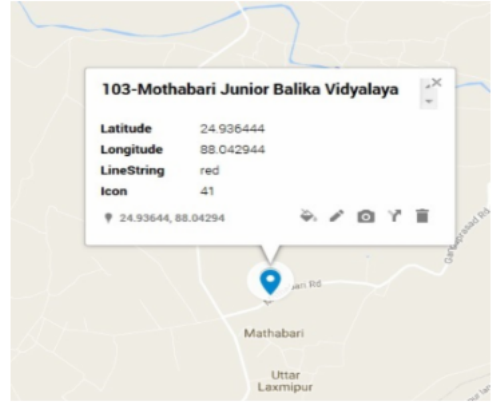 103-Mothabari Junior Balika Vidyalaya
Latitude 24.936444
Longitude 88.042944
LineString red
Icon 41
24.93644, 88.04294
Rd
Mathabari
Uttar
Laxmipur